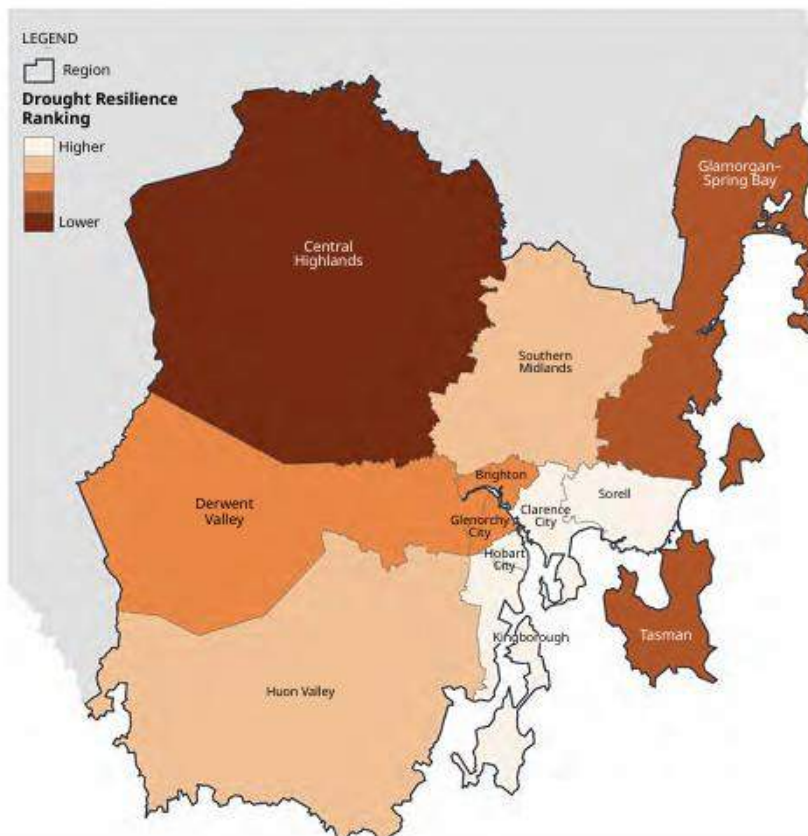 LEGEND
Region
Drought Resilience
Ranking
Higher
Lower
Glamorgan–
Spring Bay
Central
Highlands
Southern
Midlands
Brighton
Derwent
Valley
Glenorchy
City
Clarence
City
Sorell
Hobart
City
Kingborough
Tasman
Huon Valley